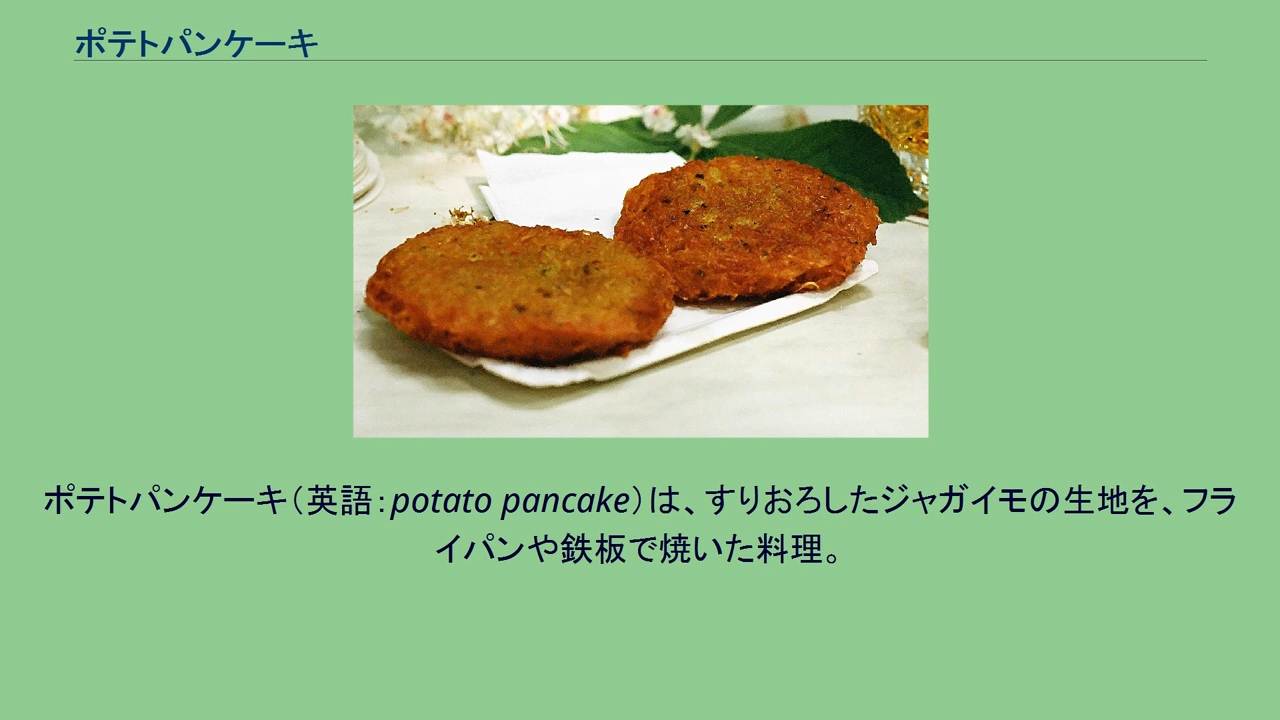 ポテトパンケーキ
ポテトパンケーキ（英語：potato pancake）は、すりおろしたジャガイモの生地を、フラ
イパンや鉄板で焼いた料理。